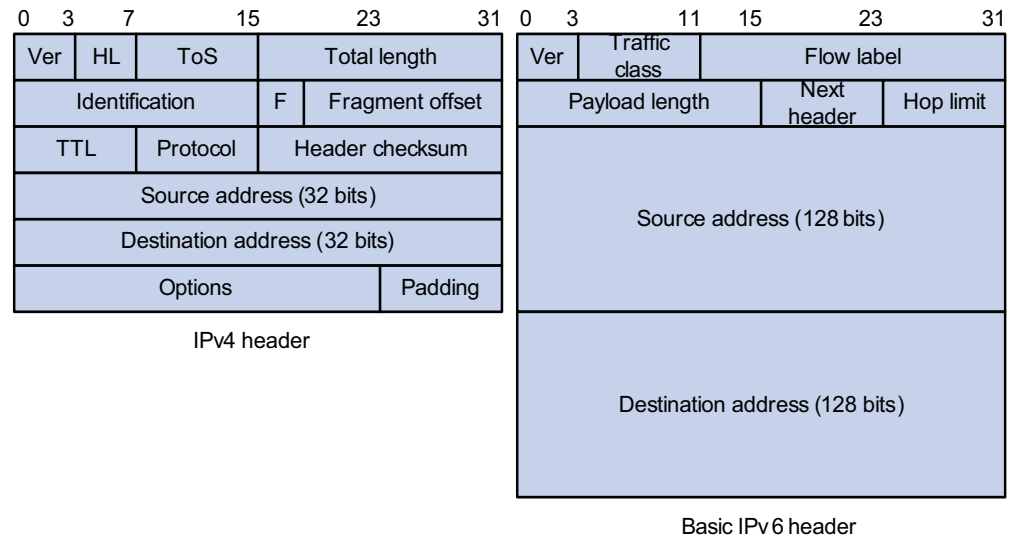 0 3 7 15 23 31
Ver HL ToS Total length
Identification F Fragment offset
TTL Protocol Header checksum
Source address (32 bits)
Destination address (32 bits)
Options Padding
IPv4 header
0 3 11 15 23 31
Ver Traffic class Flow label
Payload length Next header Hop limit
Source address (128 bits)
Destination address (128 bits)
Basic IPv6 header